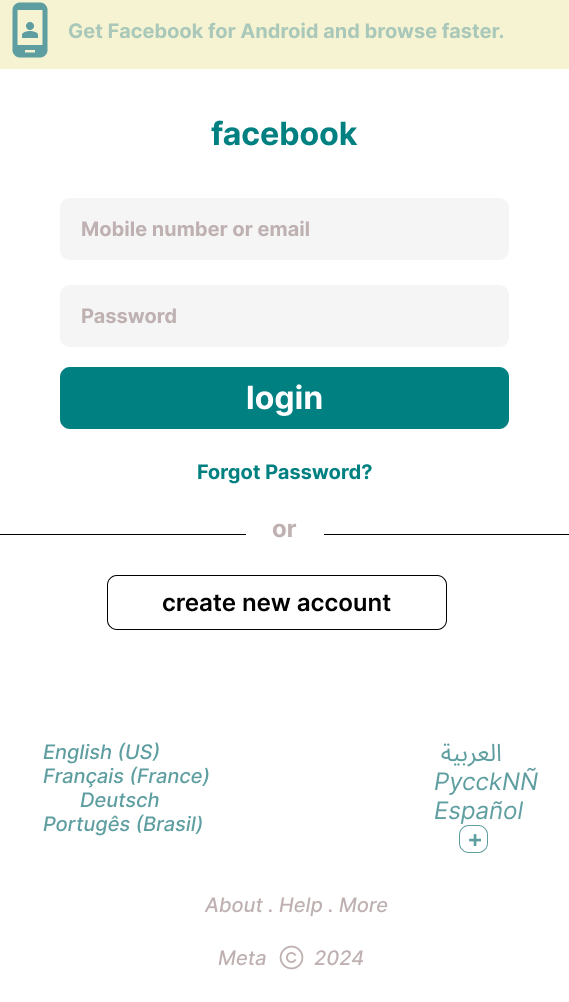 Get Facebook for Android and browse faster.
facebook
Mobile number or email
Password
login
Forgot Password?
or
create new account
English (US)
Français (France)
Deutsch
Portugês (Brasil)
العربية
PycckNÑ
Español
+
About . Help . More
Meta © 2024